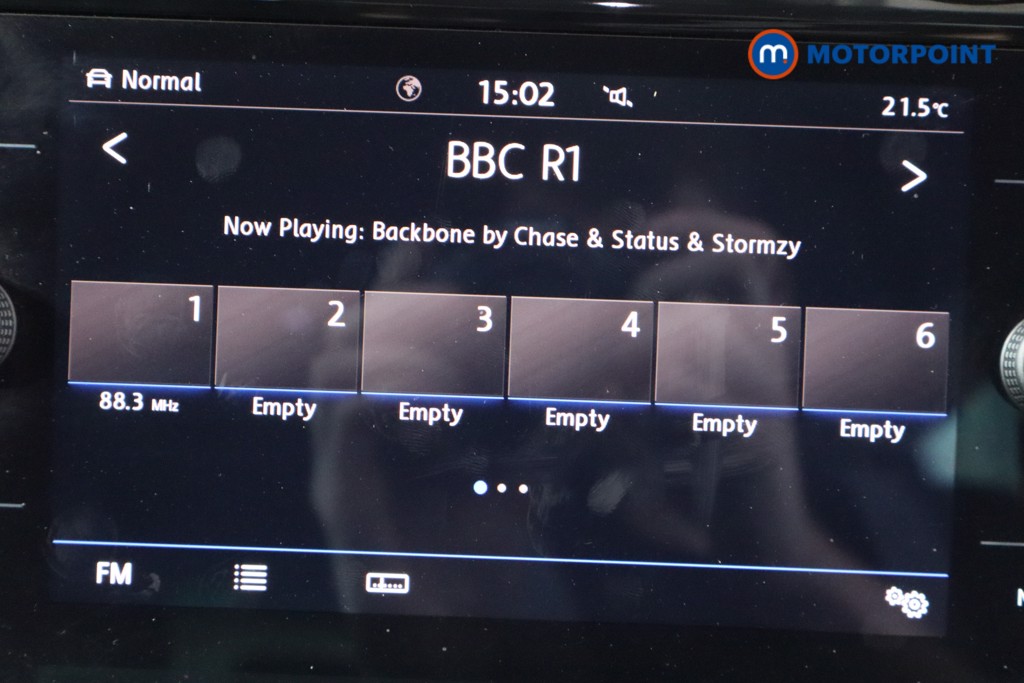 m MOTORPOINT
Normal 15:02 21.5°C
< BBC R1 >
Now Playing: Backbone by Chase & Status & Stormzy
1 2 3 4 5 6
88.3 MHz Empty Empty Empty Empty Empty
FM